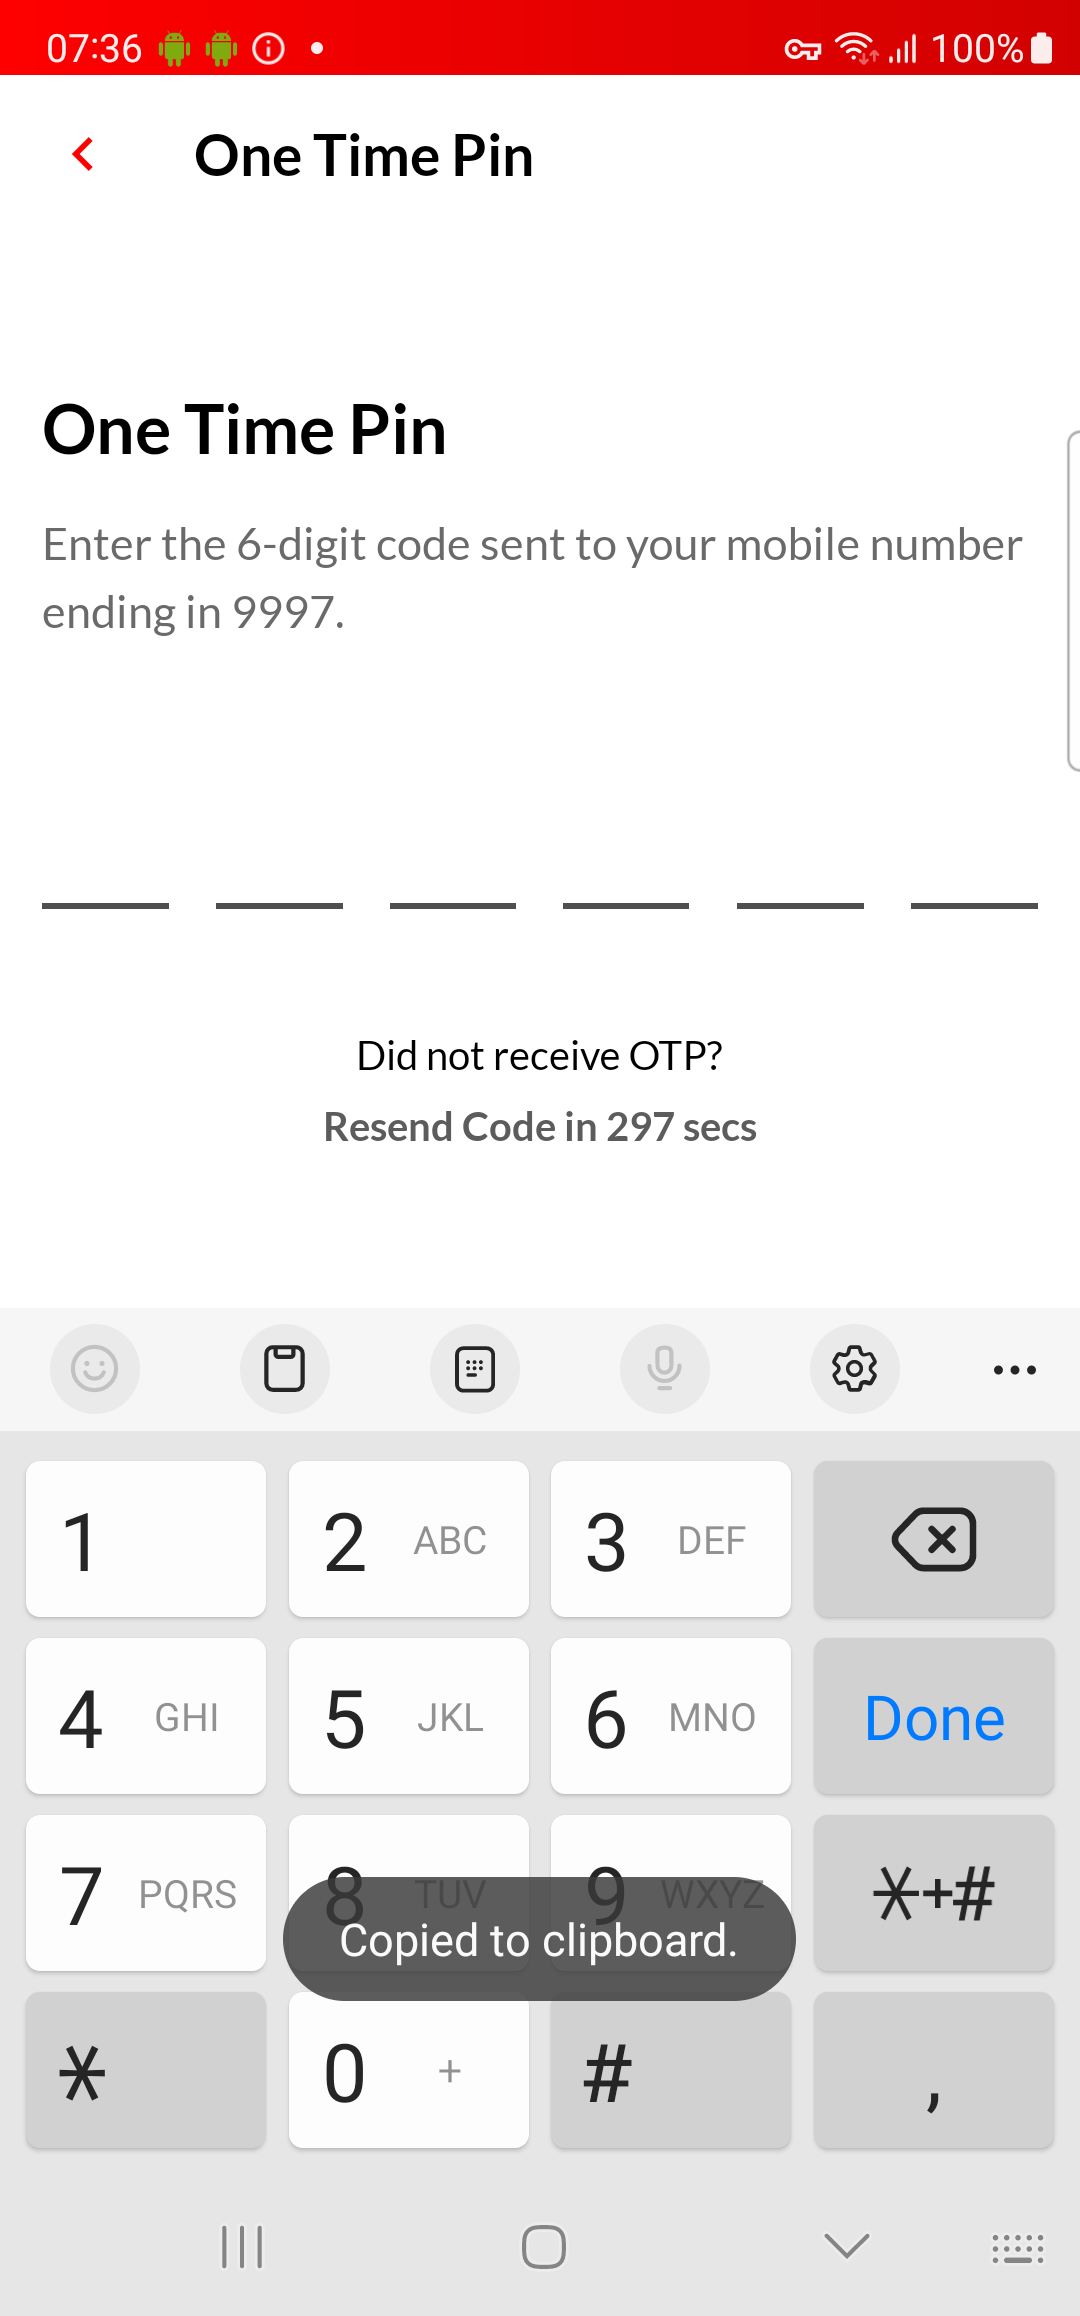 07:36
100%
One Time Pin
One Time Pin
Enter the 6-digit code sent to your mobile number
ending in 9997.
Did not receive OTP?
Resend Code in 297 secs
1
2 ABC
3 DEF
4 GHI
5 JKL
6 MNO
Done
7 PQRS
8 TUV
9 WXYZ
*+#
Copied to clipboard.
*
0 +
#
,